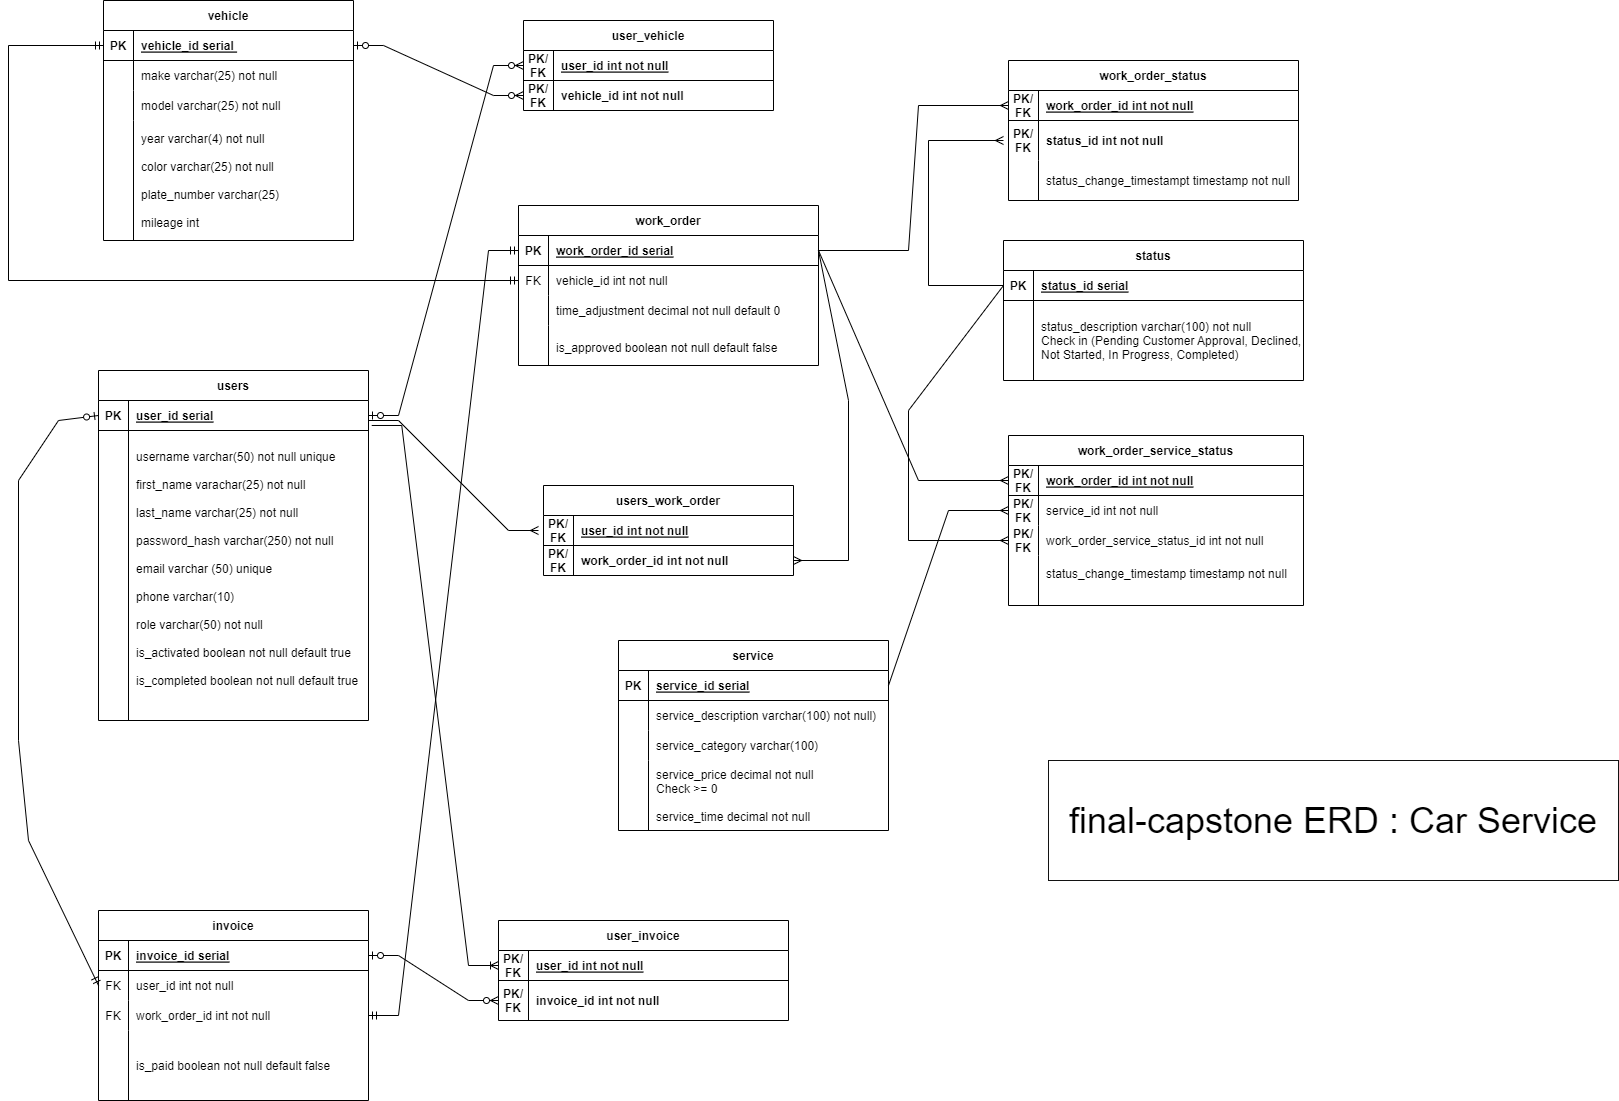 vehicle
PK vehicle_id serial
make varchar(25) not null
model varchar(25) not null
year varchar(4) not null
color varchar(25) not null
plate_number varchar(25)
mileage int
user_vehicle
PK/
FK
user_id int not null
PK/
FK
vehicle_id int not null
work_order_status
PK/
FK
work_order_id int not null
PK/
FK
status_id int not null
status_change_timestampt timestamp not null
work_order
PK work_order_id serial
FK vehicle_id int not null
time_adjustment decimal not null default 0
is_approved boolean not null default false
status
PK status_id serial
status_description varchar(100) not null
Check in (Pending Customer Approval, Declined,
Not Started, In Progress, Completed)
users
PK user_id serial
username varchar(50) not null unique
first_name varachar(25) not null
last_name varchar(25) not null
password_hash varchar(250) not null
email varchar (50) unique
phone varchar(10)
role varchar(50) not null
is_activated boolean not null default true
is_completed boolean not null default true
users_work_order
PK/
FK
user_id int not null
PK/
FK
work_order_id int not null
work_order_service_status
PK/
FK
work_order_id int not null
PK/
FK
service_id int not null
PK/
FK
work_order_service_status_id int not null
status_change_timestamp timestamp not null
service
PK service_id serial
service_description varchar(100) not null)
service_category varchar(100)
service_price decimal not null
Check >= 0
service_time decimal not null
final-capstone ERD : Car Service
invoice
PK invoice_id serial
FK user_id int not null
FK work_order_id int not null
is_paid boolean not null default false
user_invoice
PK/
FK
user_id int not null
PK/
FK
invoice_id int not null